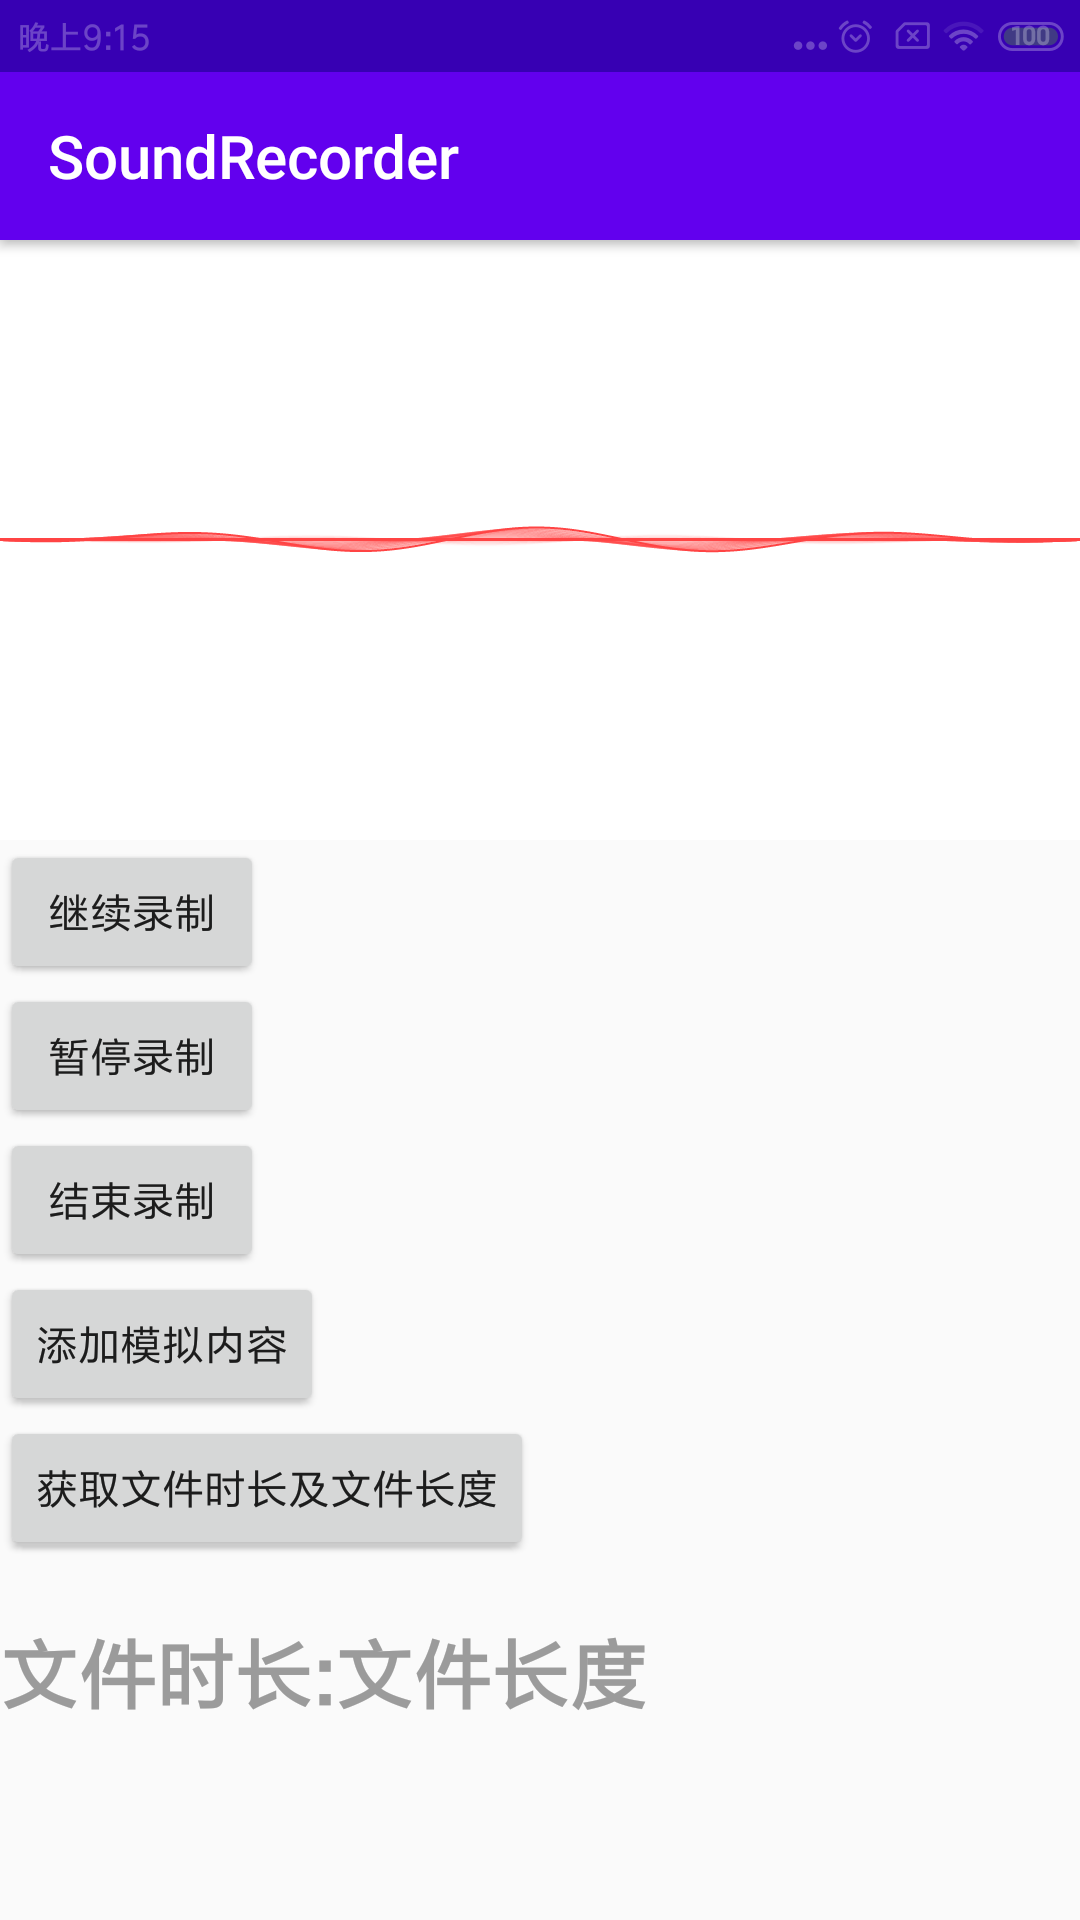 晚上9:15
100
SoundRecorder
继续录制
暂停录制
结束录制
添加模拟内容
获取文件时长及文件长度
文件时长:文件长度